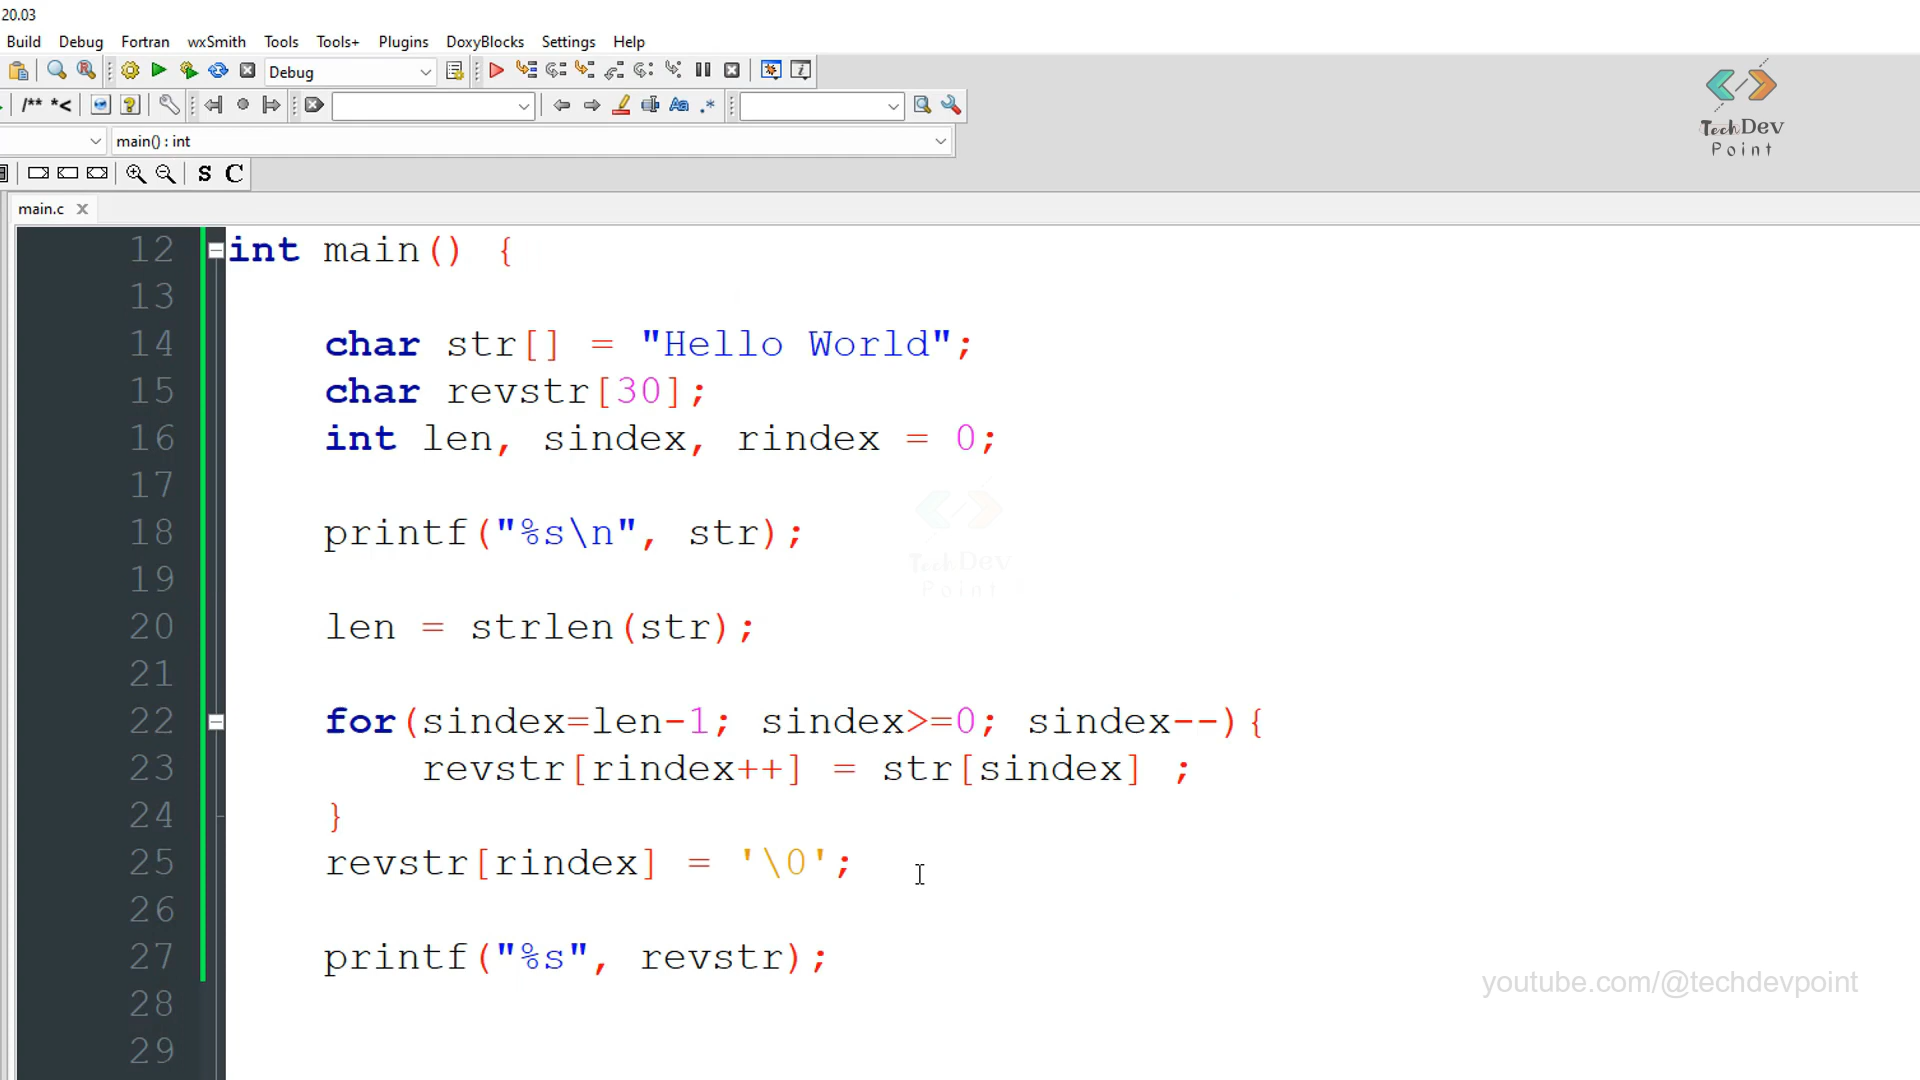 20.03
Build Debug Fortran wxSmith Tools Tools+ Plugins DoxyBlocks Settings Help
Debug
/** *<
main() : int
S C
main.c
12 int main() {
13
14 char str[] = "Hello World";
15 char revstr[30];
16 int len, sindex, rindex = 0;
17
18 printf("%s\n", str);
19
20 len = strlen(str);
21
22 for(sindex=len-1; sindex>=0; sindex--){
23 revstr[rindex++] = str[sindex] ;
24 }
25 revstr[rindex] = '\0';
26
27 printf("%s", revstr);
28
29
TechDev
Point
TechDev
Point
youtube.com/@techdevpoint